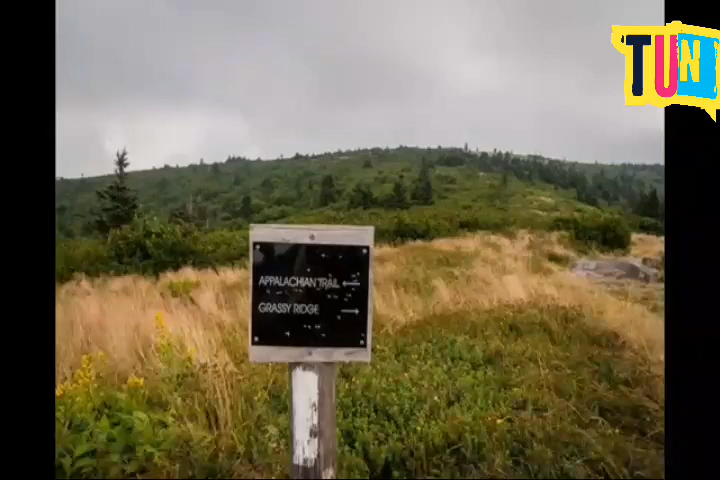 TUN
APPALACHIAN TRAIL ←
GRASSY RIDGE →